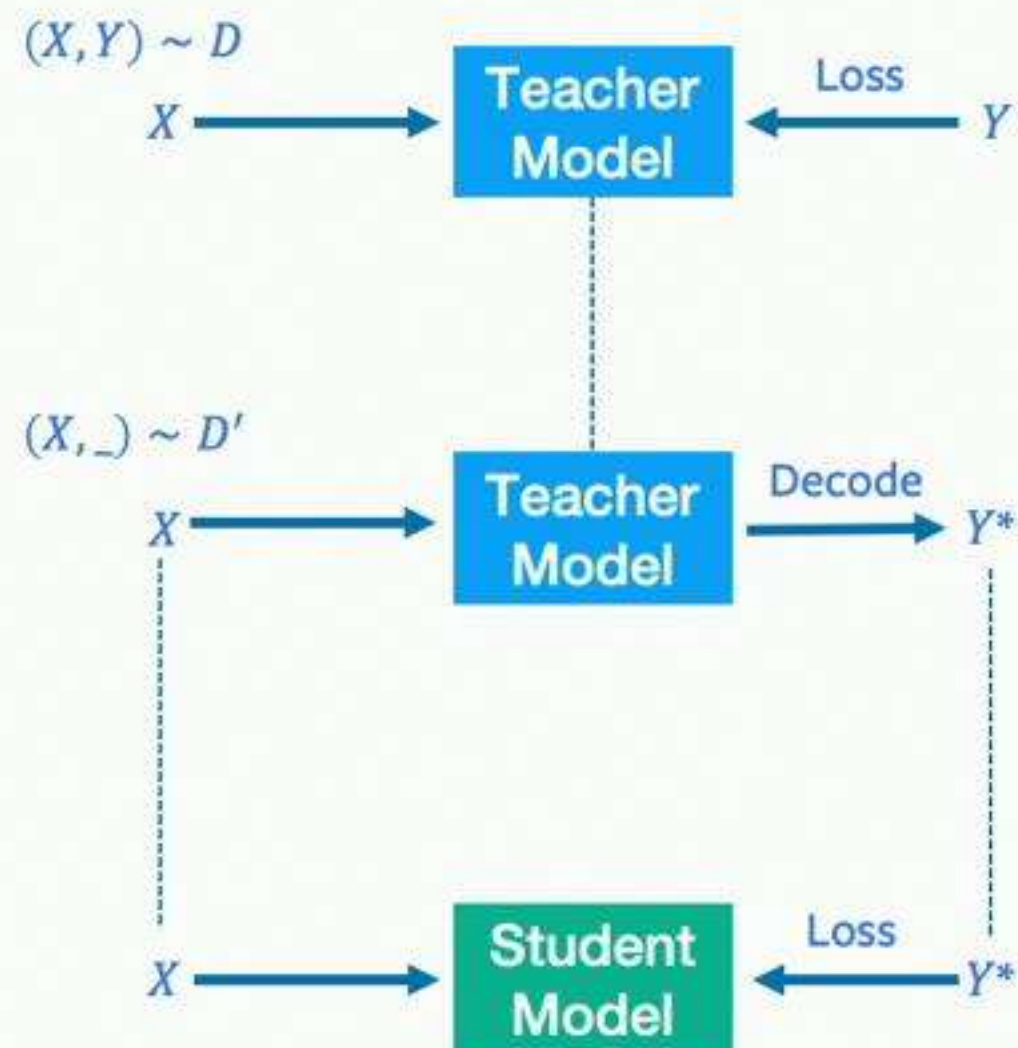 (X, Y) ~ D
X
Teacher
Model
Loss
Y
(X, _) ~ D′
X
Teacher
Model
Decode
Y*
X
Student
Model
Loss
Y*